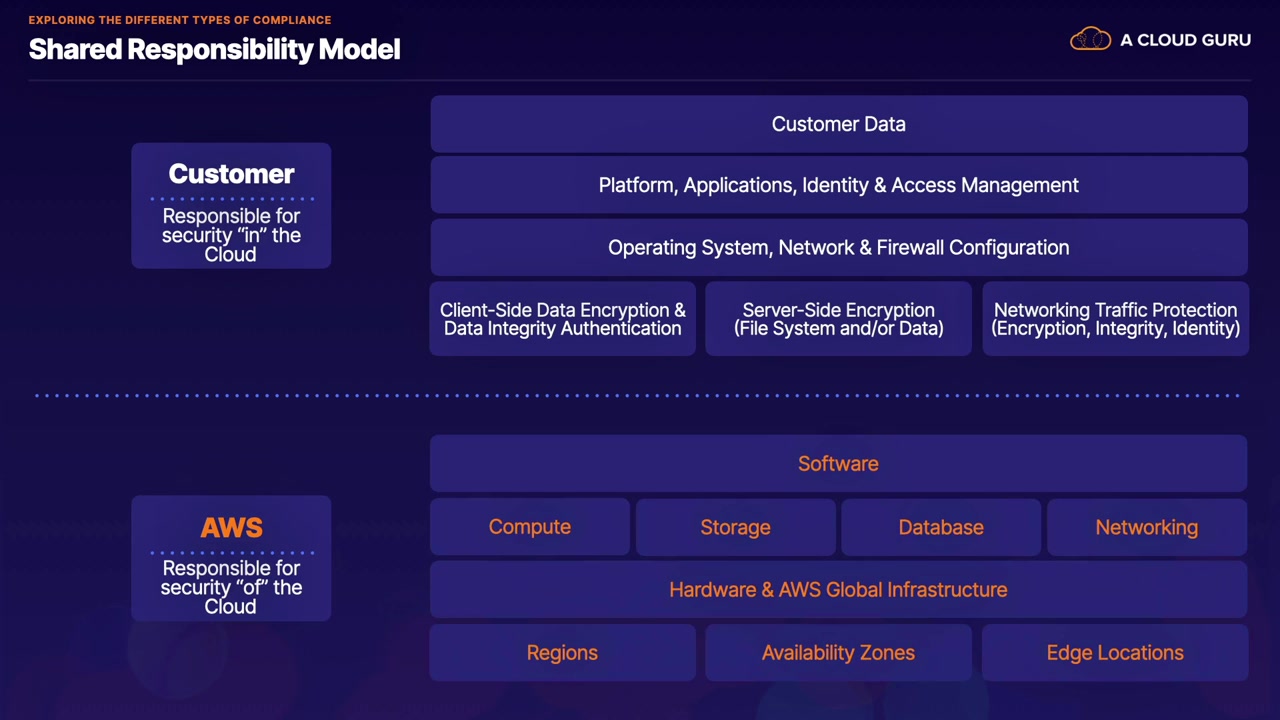 EXPLORING THE DIFFERENT TYPES OF COMPLIANCE
Shared Responsibility Model
A CLOUD GURU
Customer
Responsible for
security “in” the
Cloud
Customer Data
Platform, Applications, Identity & Access Management
Operating System, Network & Firewall Configuration
Client-Side Data Encryption &
Data Integrity Authentication
Server-Side Encryption
(File System and/or Data)
Networking Traffic Protection
(Encryption, Integrity, Identity)
AWS
Responsible for
security “of” the
Cloud
Software
Compute
Storage
Database
Networking
Hardware & AWS Global Infrastructure
Regions
Availability Zones
Edge Locations